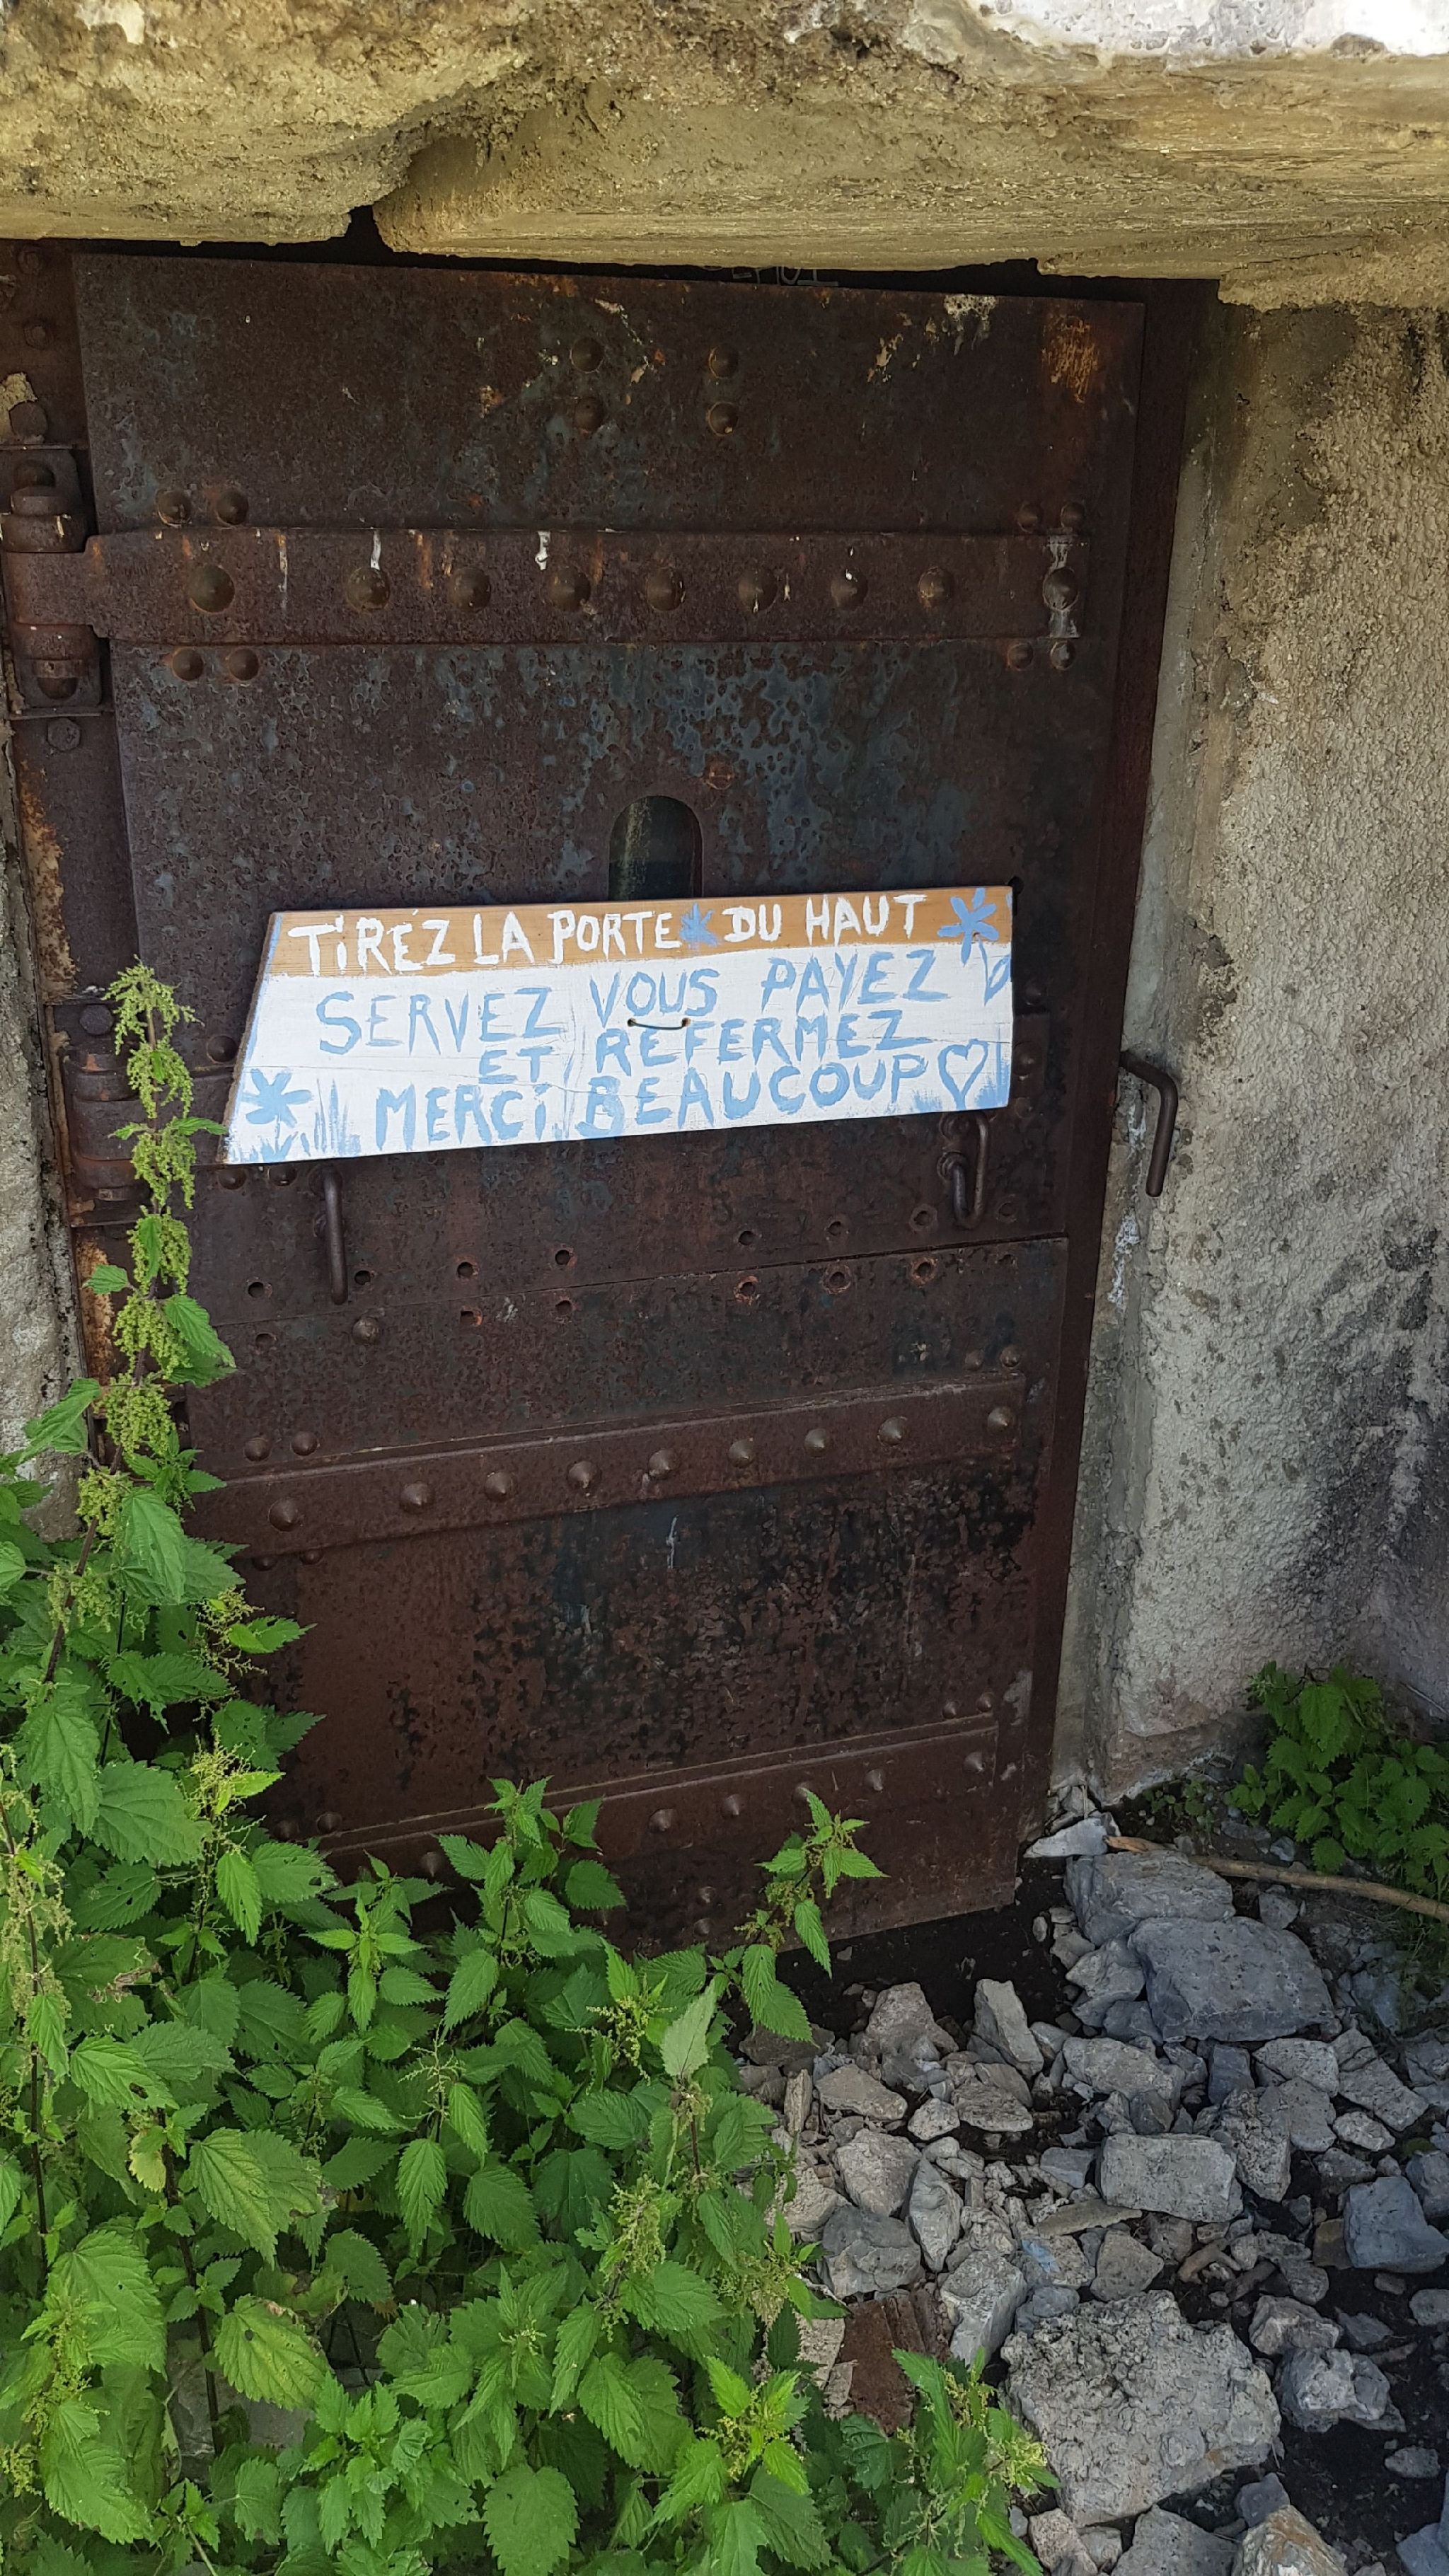 TiREZ LA PORTE DU HAUT
SERVEZ VOUS PAYEZ
ET REFERMEZ
MERCi BEAUCOUP